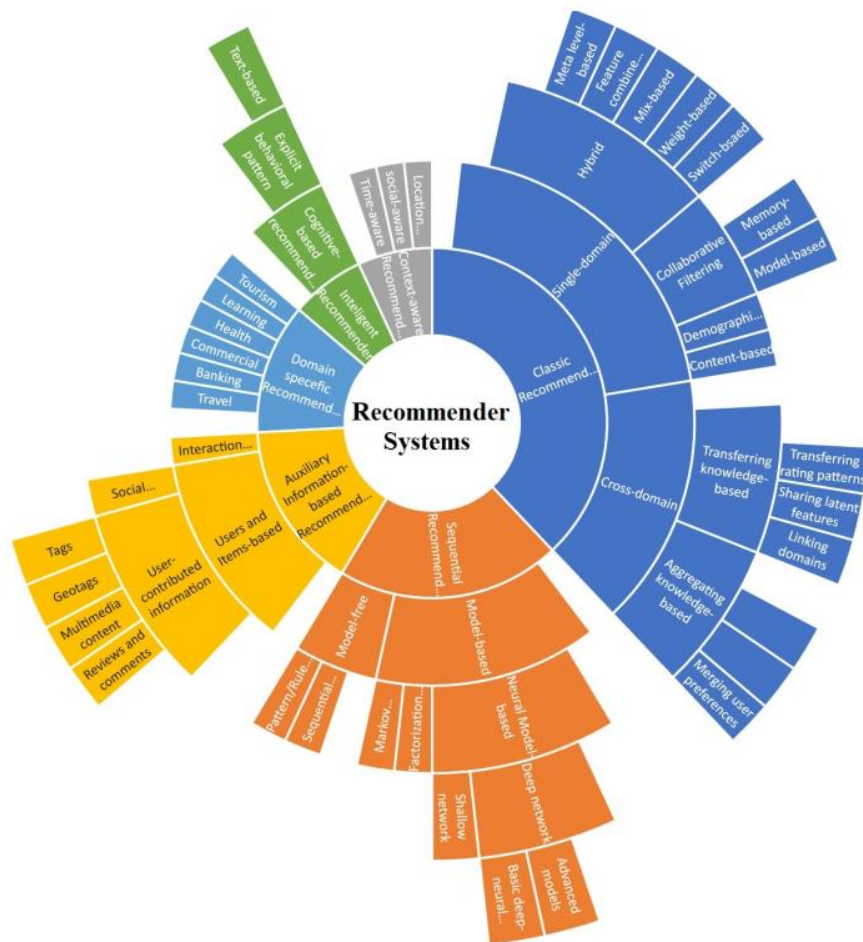 Recommender
Systems
Classic
Recommend...
Single-domain
Hybrid
Meta level-
based
Feature
combine...
Mix-based
Weight-based
Switch-bsaed
Collaborative
Filtering
Memory-
based
Model-based
Demographi...
Content-based
Cross-domain
Transferring
knowledge-
based
Transferring
rating patterns
Sharing latent
features
Linking
domains
Aggregating
knowledge-
based
Merging user
preferences
Sequential
Recommend...
Model-based
Neural Model-
based
Deep network
Advanced
models
Basic deep-
neural...
Shallow
network
Factorization...
Markov...
Model-free
Sequential...
Pattern/Rule...
Auxiliary
Information-
based
Recommend...
Users and
Items-based
User-
contributed
information
Reviews and
comments
Multimedia
content
Geotags
Tags
Social...
Interaction...
Domain
specefic
Recommend...
Travel
Banking
Commercial
Health
Learning
Tourism
Inteligent
Recommender
Cognitive-
based
recommend...
Explicit
behavioral
pattern
Text-based
Context-aware
Recommend...
Time-aware
social-aware
Location...